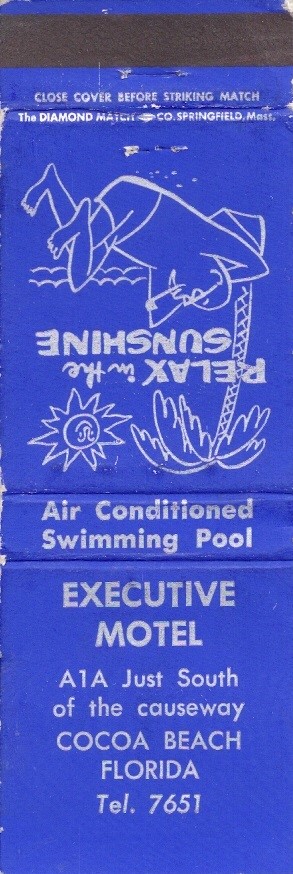 CLOSE COVER BEFORE STRIKING MATCH
The DIAMOND MATCH CO. SPRINGFIELD, Mass.
RELAX in the
SUNSHINE
Air Conditioned
Swimming Pool
EXECUTIVE
MOTEL
A1A Just South
of the causeway
COCOA BEACH
FLORIDA
Tel. 7651